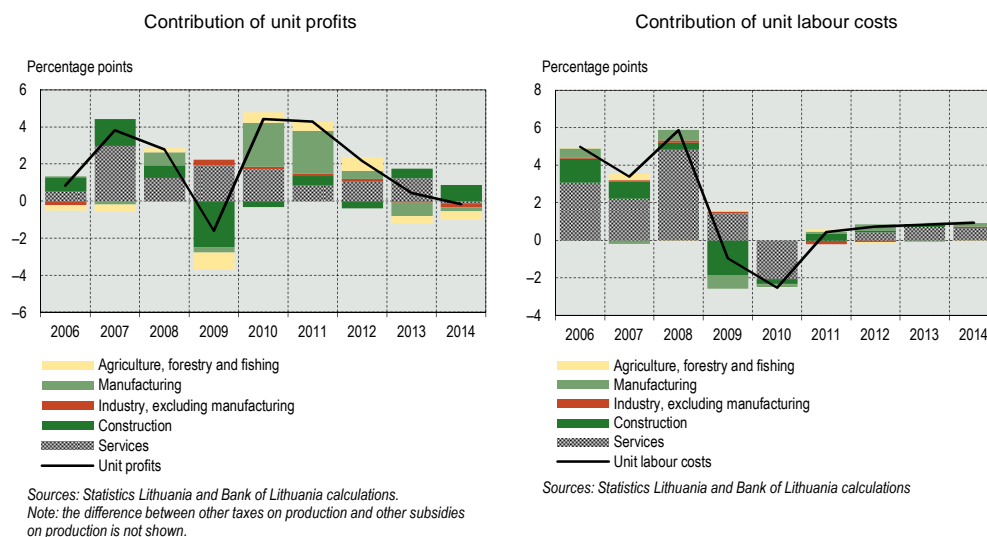 Contribution of unit profits
Percentage points
6
4
2
0
–2
–4
–6
2006 2007 2008 2009 2010 2011 2012 2013 2014
Agriculture, forestry and fishing
Manufacturing
Industry, excluding manufacturing
Construction
Services
Unit profits
Sources: Statistics Lithuania and Bank of Lithuania calculations.
Note: the difference between other taxes on production and other subsidies
on production is not shown.
Contribution of unit labour costs
Percentage points
8
6
4
2
0
–2
–4
2006 2007 2008 2009 2010 2011 2012 2013 2014
Agriculture, forestry and fishing
Manufacturing
Industry, excluding manufacturing
Construction
Services
Unit labour costs
Sources: Statistics Lithuania and Bank of Lithuania calculations